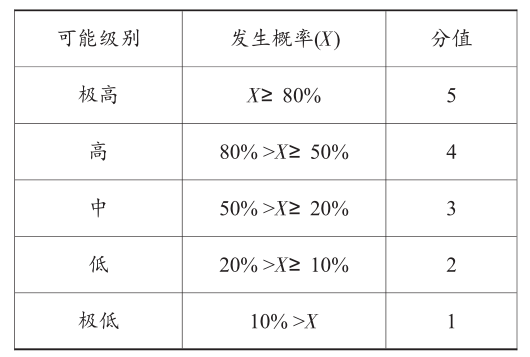 可能级别 发生概率(X) 分值
极高 X≥ 80% 5
高 80% >X≥ 50% 4
中 50% >X≥ 20% 3
低 20% >X≥ 10% 2
极低 10% >X 1